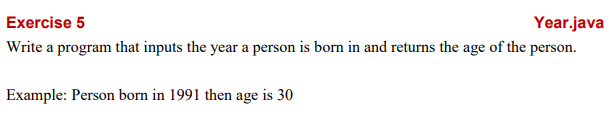 Exercise 5 Year.java
Write a program that inputs the year a person is born in and returns the age of the person.
Example: Person born in 1991 then age is 30